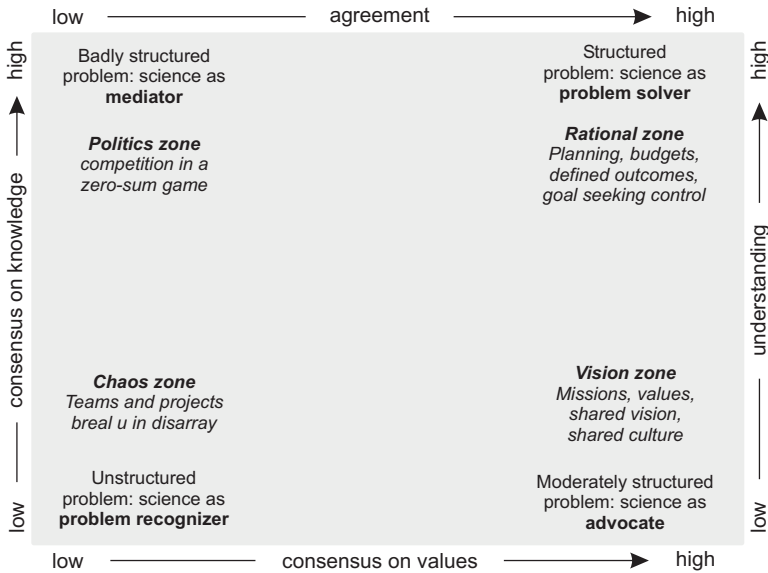 low agreement high
high
consensus on knowledge
low
Badly structured
problem: science as
mediator
Politics zone
competition in a
zero-sum game
Structured
problem: science as
problem solver
Rational zone
Planning, budgets,
defined outcomes,
goal seeking control
high
understanding
low
Chaos zone
Teams and projects
breal u in disarray
Unstructured
problem: science as
problem recognizer
Vision zone
Missions, values,
shared vision,
shared culture
Moderately structured
problem: science as
advocate
low consensus on values high